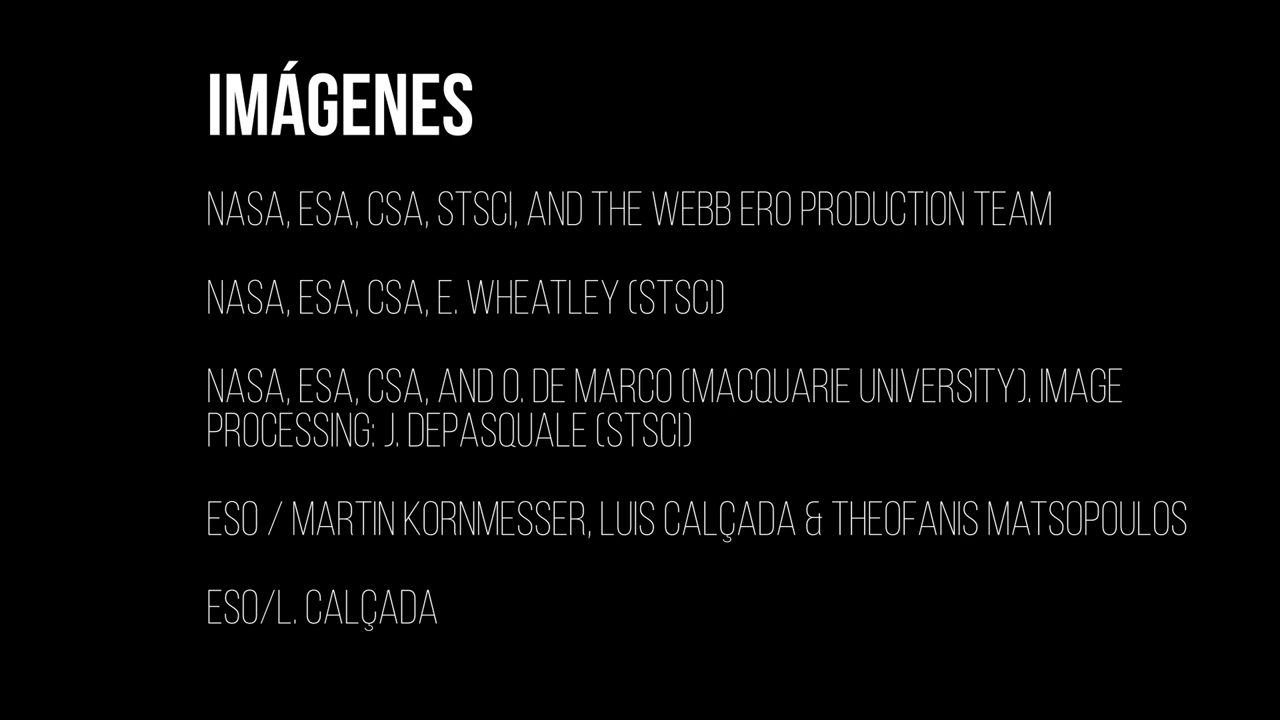 IMÁGENES
NASA, ESA, CSA, STSCI, AND THE WEBB ERO PRODUCTION TEAM
NASA, ESA, CSA, E. WHEATLEY (STSCI)
NASA, ESA, CSA, AND O. DE MARCO (MACQUARIE UNIVERSITY). IMAGE
PROCESSING: J. DEPASQUALE (STSCI)
ESO / MARTIN KORNMESSER, LUIS CALÇADA & THEOFANIS MATSOPOULOS
ESO/L. CALÇADA